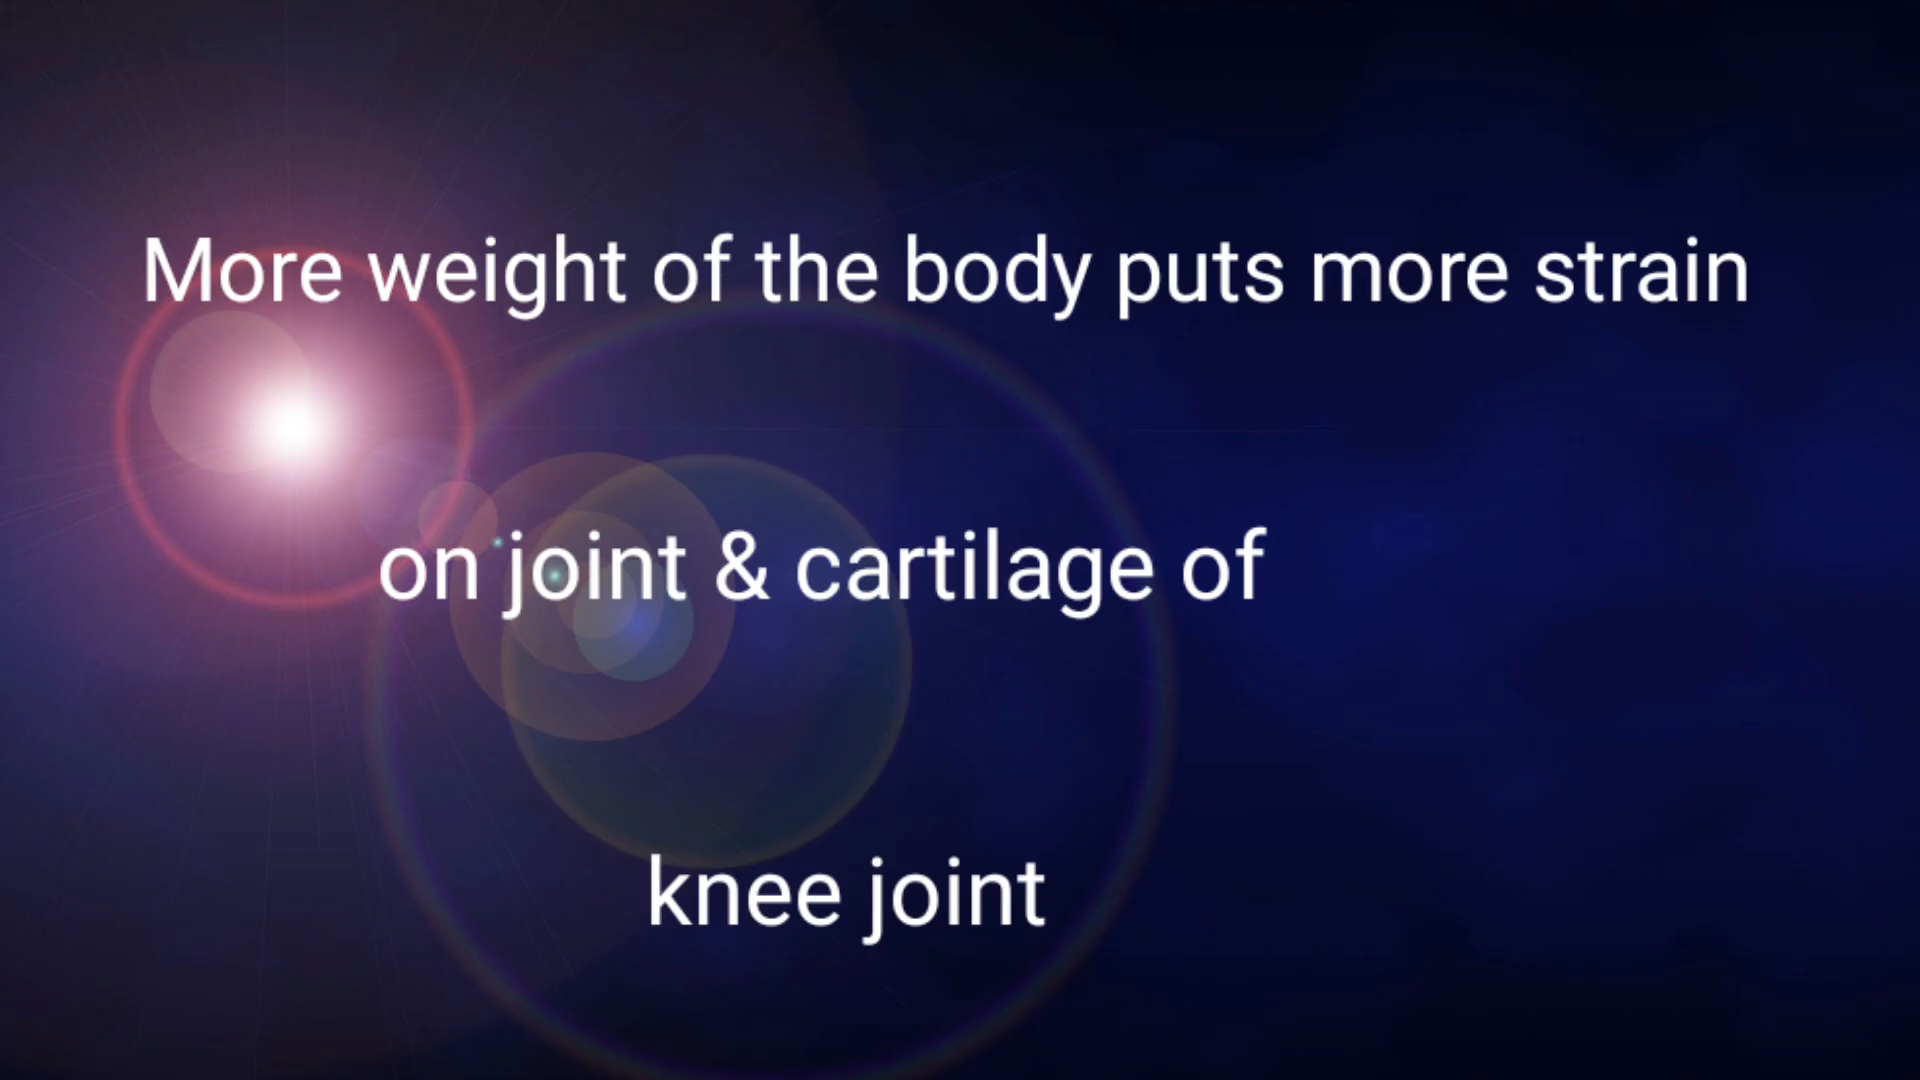 More weight of the body puts more strain
on joint & cartilage of
knee joint